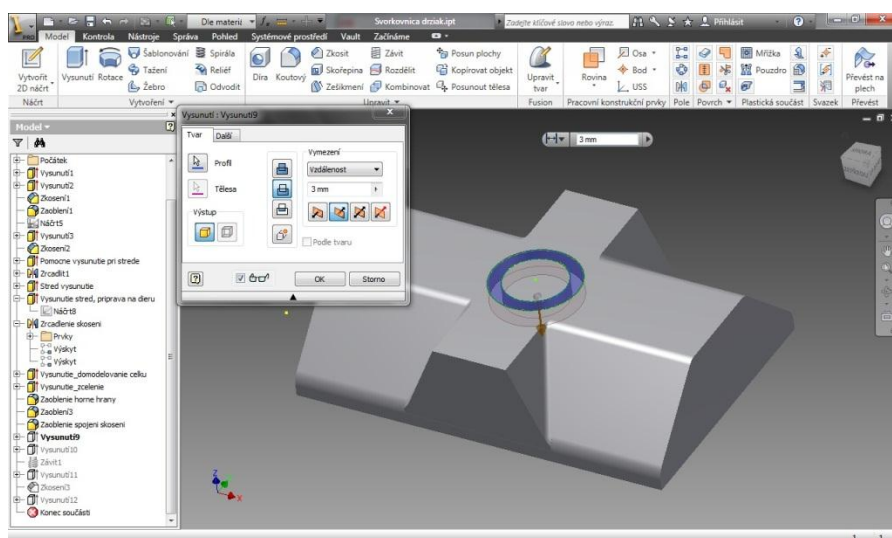 Dle materiá
Svorkovnica drziak.ipt
Zadejte klíčové slovo nebo výraz.
Přihlásit
PRO
Model Kontrola Nástroje Správa Pohled Systémové prostředí Vault Začínáme
Vytvořit 2D náčrt
Vysunutí
Rotace
Šablonování
Tažení
Žebro
Spirála
Reliéf
Odvodit
Díra
Koutový
Zkosit
Skořepina
Zešikmení
Závit
Rozdělit
Kombinovat
Posun plochy
Kopírovat objekt
Posunout tělesa
Upravit tvar
Rovina
Osa
Bod
USS
Mřížka
Pouzdro
Převést na plech
Náčrt
Vytvoření
Upravit
Fusion
Pracovní konstrukční prvky
Pole
Povrch
Plastická součást
Svazek
Převést
Model
Počátek
Vysunutí1
Vysunutí2
Zkosení1
Zaoblení1
Náčrt5
Vysunutí3
Zkosení2
Pomocne vysunutie pri strede
Zrcadlit1
Stred vysunutie
Vysunutie stred, priprava na dieru
Náčrt8
Zrcadlenie skoseni
Prvky
Výskyt
Výskyt
Vysunutie_domodelovanie celku
Vysunutie_zcelenie
Zaoblenie horne hrany
Zaoblení3
Zaoblenie spojeni skoseni
Vysunutí9
Vysunutí10
Závit1
Vysunutí11
Zkosení3
Vysunutí12
Konec součásti
Vysunutí : Vysunutí9
Tvar
Další
Profil
Tělesa
Výstup
Vymezení
Vzdálenost
3 mm
Podle tvaru
OK
Storno
3 mm
Z
X
1 1